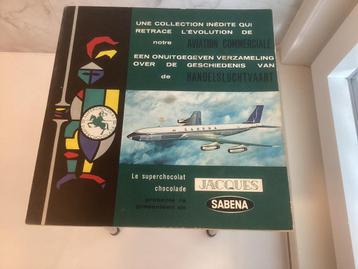 UNE COLLECTION INÉDITE QUI
RETRACE L'ÉVOLUTION DE
notre AVIATION COMMERCIALE
EEN ONUITGEGEVEN VERZAMELING
OVER DE GESCHIEDENIS VAN
de HANDELSLUCHTVAART
SABENA
Le superchocolat
chocolade
JACQUES
SABENA